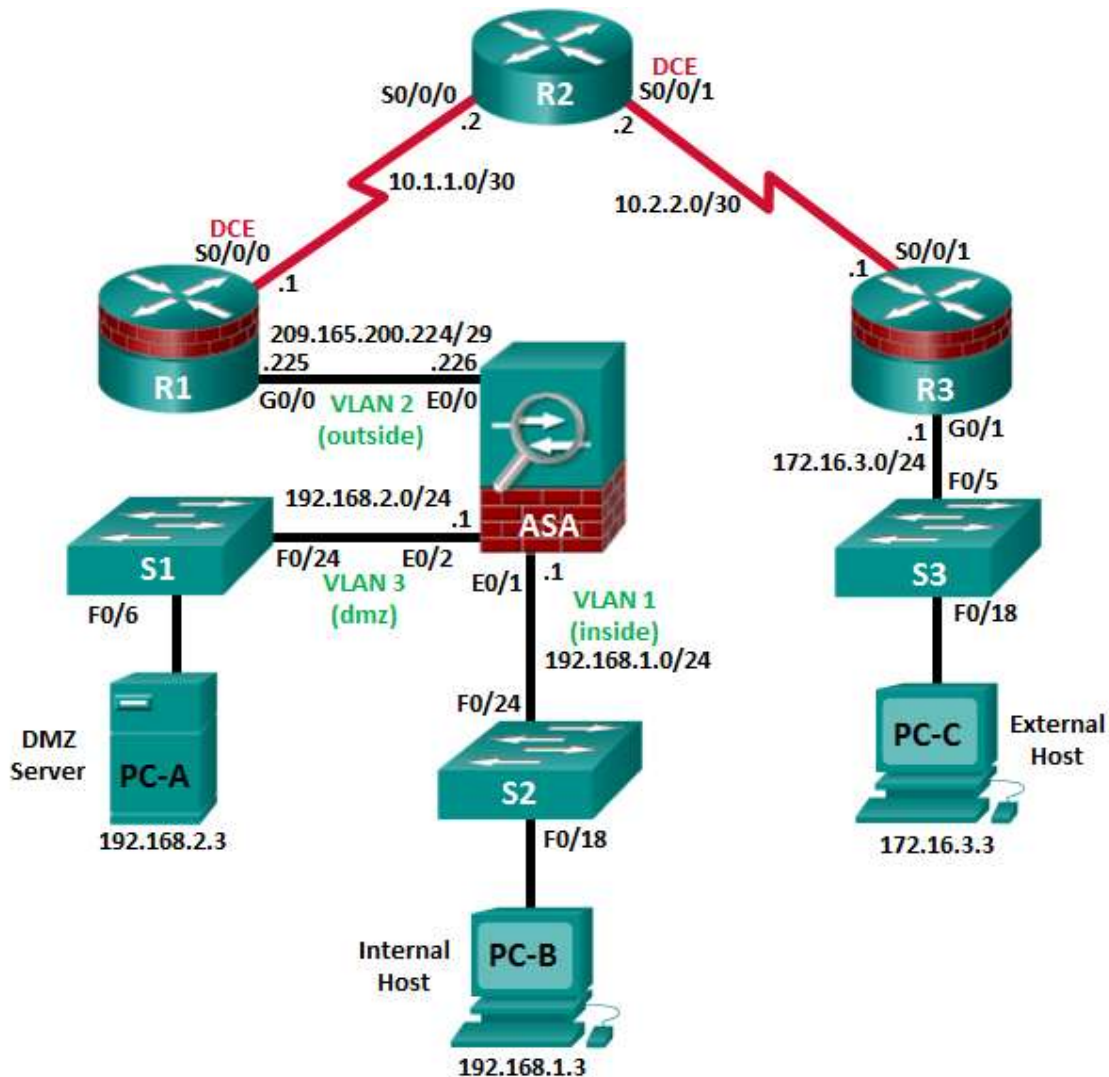 DCE
S0/0/0
R2
S0/0/1
.2
.2
10.1.1.0/30
10.2.2.0/30
DCE
S0/0/0
S0/0/1
.1
.1
209.165.200.224/29
.225
.226
R1
G0/0
VLAN 2
E0/0
(outside)
R3
.1
G0/1
172.16.3.0/24
F0/5
192.168.2.0/24
.1
ASA
S1
F0/24
E0/2
VLAN 3
(dmz)
E0/1
.1
VLAN 1
(inside)
192.168.1.0/24
S3
F0/18
F0/6
F0/24
DMZ
Server
PC-A
192.168.2.3
S2
F0/18
PC-C
External
Host
172.16.3.3
Internal
Host
PC-B
192.168.1.3